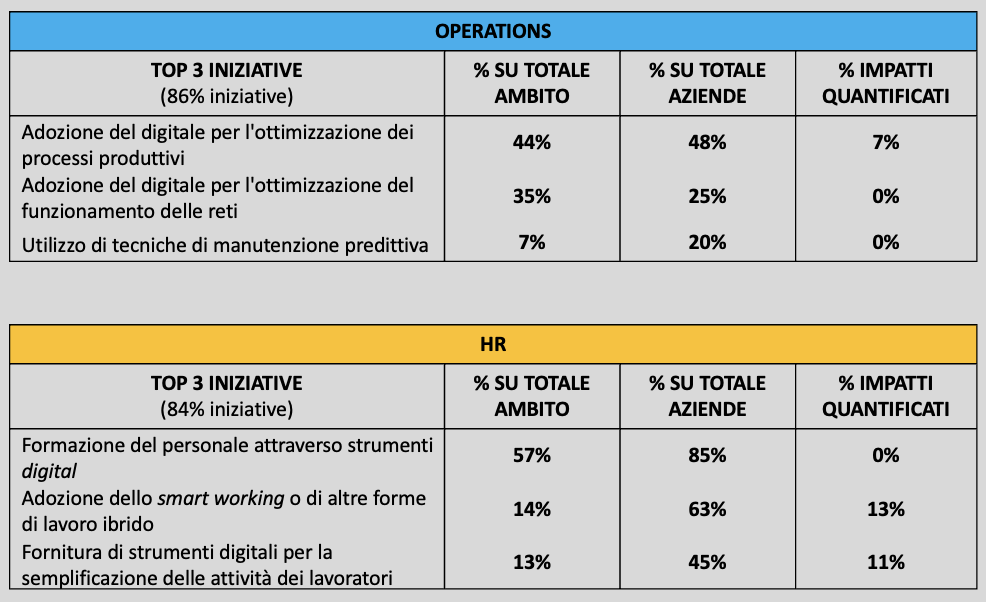 OPERATIONS
TOP 3 INIZIATIVE
(86% iniziative)
% SU TOTALE
AMBITO
% SU TOTALE
AZIENDE
% IMPATTI
QUANTIFICATI
Adozione del digitale per l'ottimizzazione dei
processi produttivi
44%
48%
7%
Adozione del digitale per l'ottimizzazione del
funzionamento delle reti
35%
25%
0%
Utilizzo di tecniche di manutenzione predittiva
7%
20%
0%
HR
TOP 3 INIZIATIVE
(84% iniziative)
% SU TOTALE
AMBITO
% SU TOTALE
AZIENDE
% IMPATTI
QUANTIFICATI
Formazione del personale attraverso strumenti
digital
57%
85%
0%
Adozione dello smart working o di altre forme
di lavoro ibrido
14%
63%
13%
Fornitura di strumenti digitali per la
semplificazione delle attività dei lavoratori
13%
45%
11%